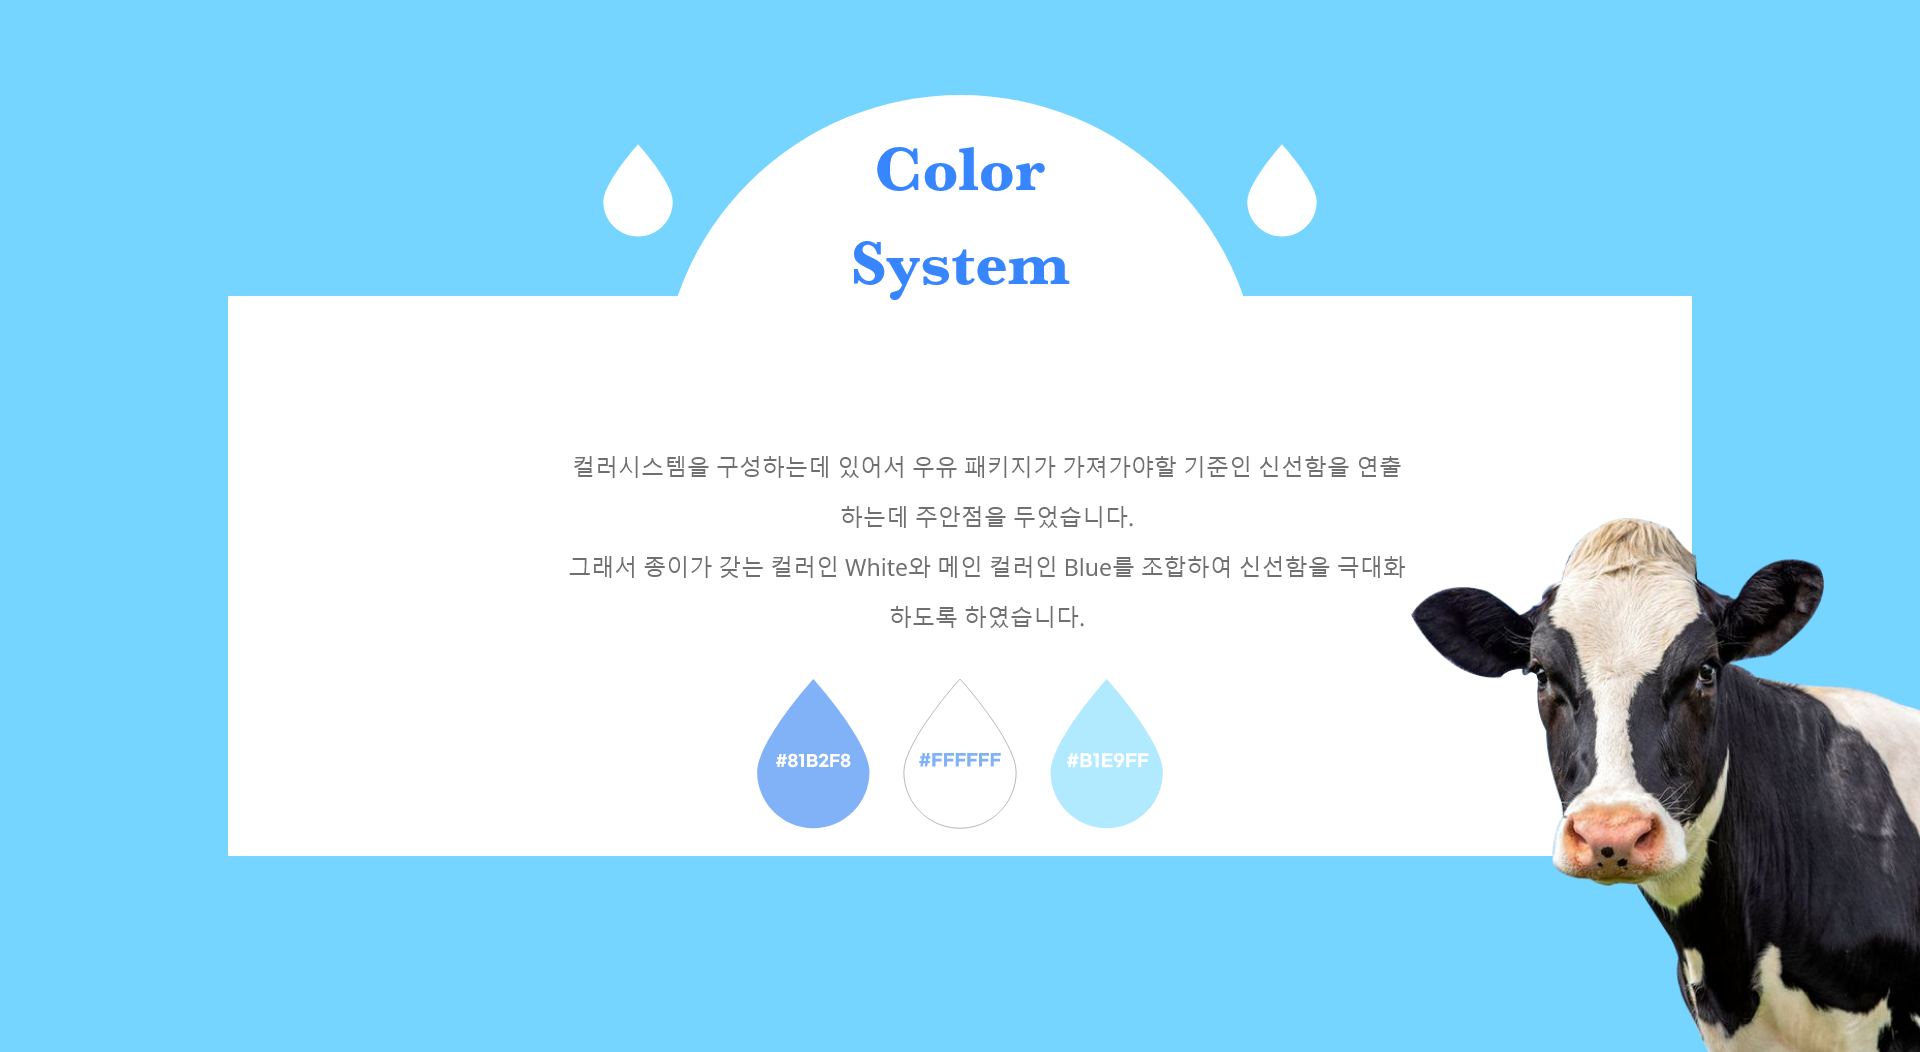 Color
System
컬러시스템을 구성하는데 있어서 우유 패키지가 가져가야할 기준인 신선함을 연출
하는데 주안점을 두었습니다.
그래서 종이가 갖는 컬러인 White와 메인 컬러인 Blue를 조합하여 신선함을 극대화
하도록 하였습니다.
#81B2F8 #FFFFFF #B1E9FF